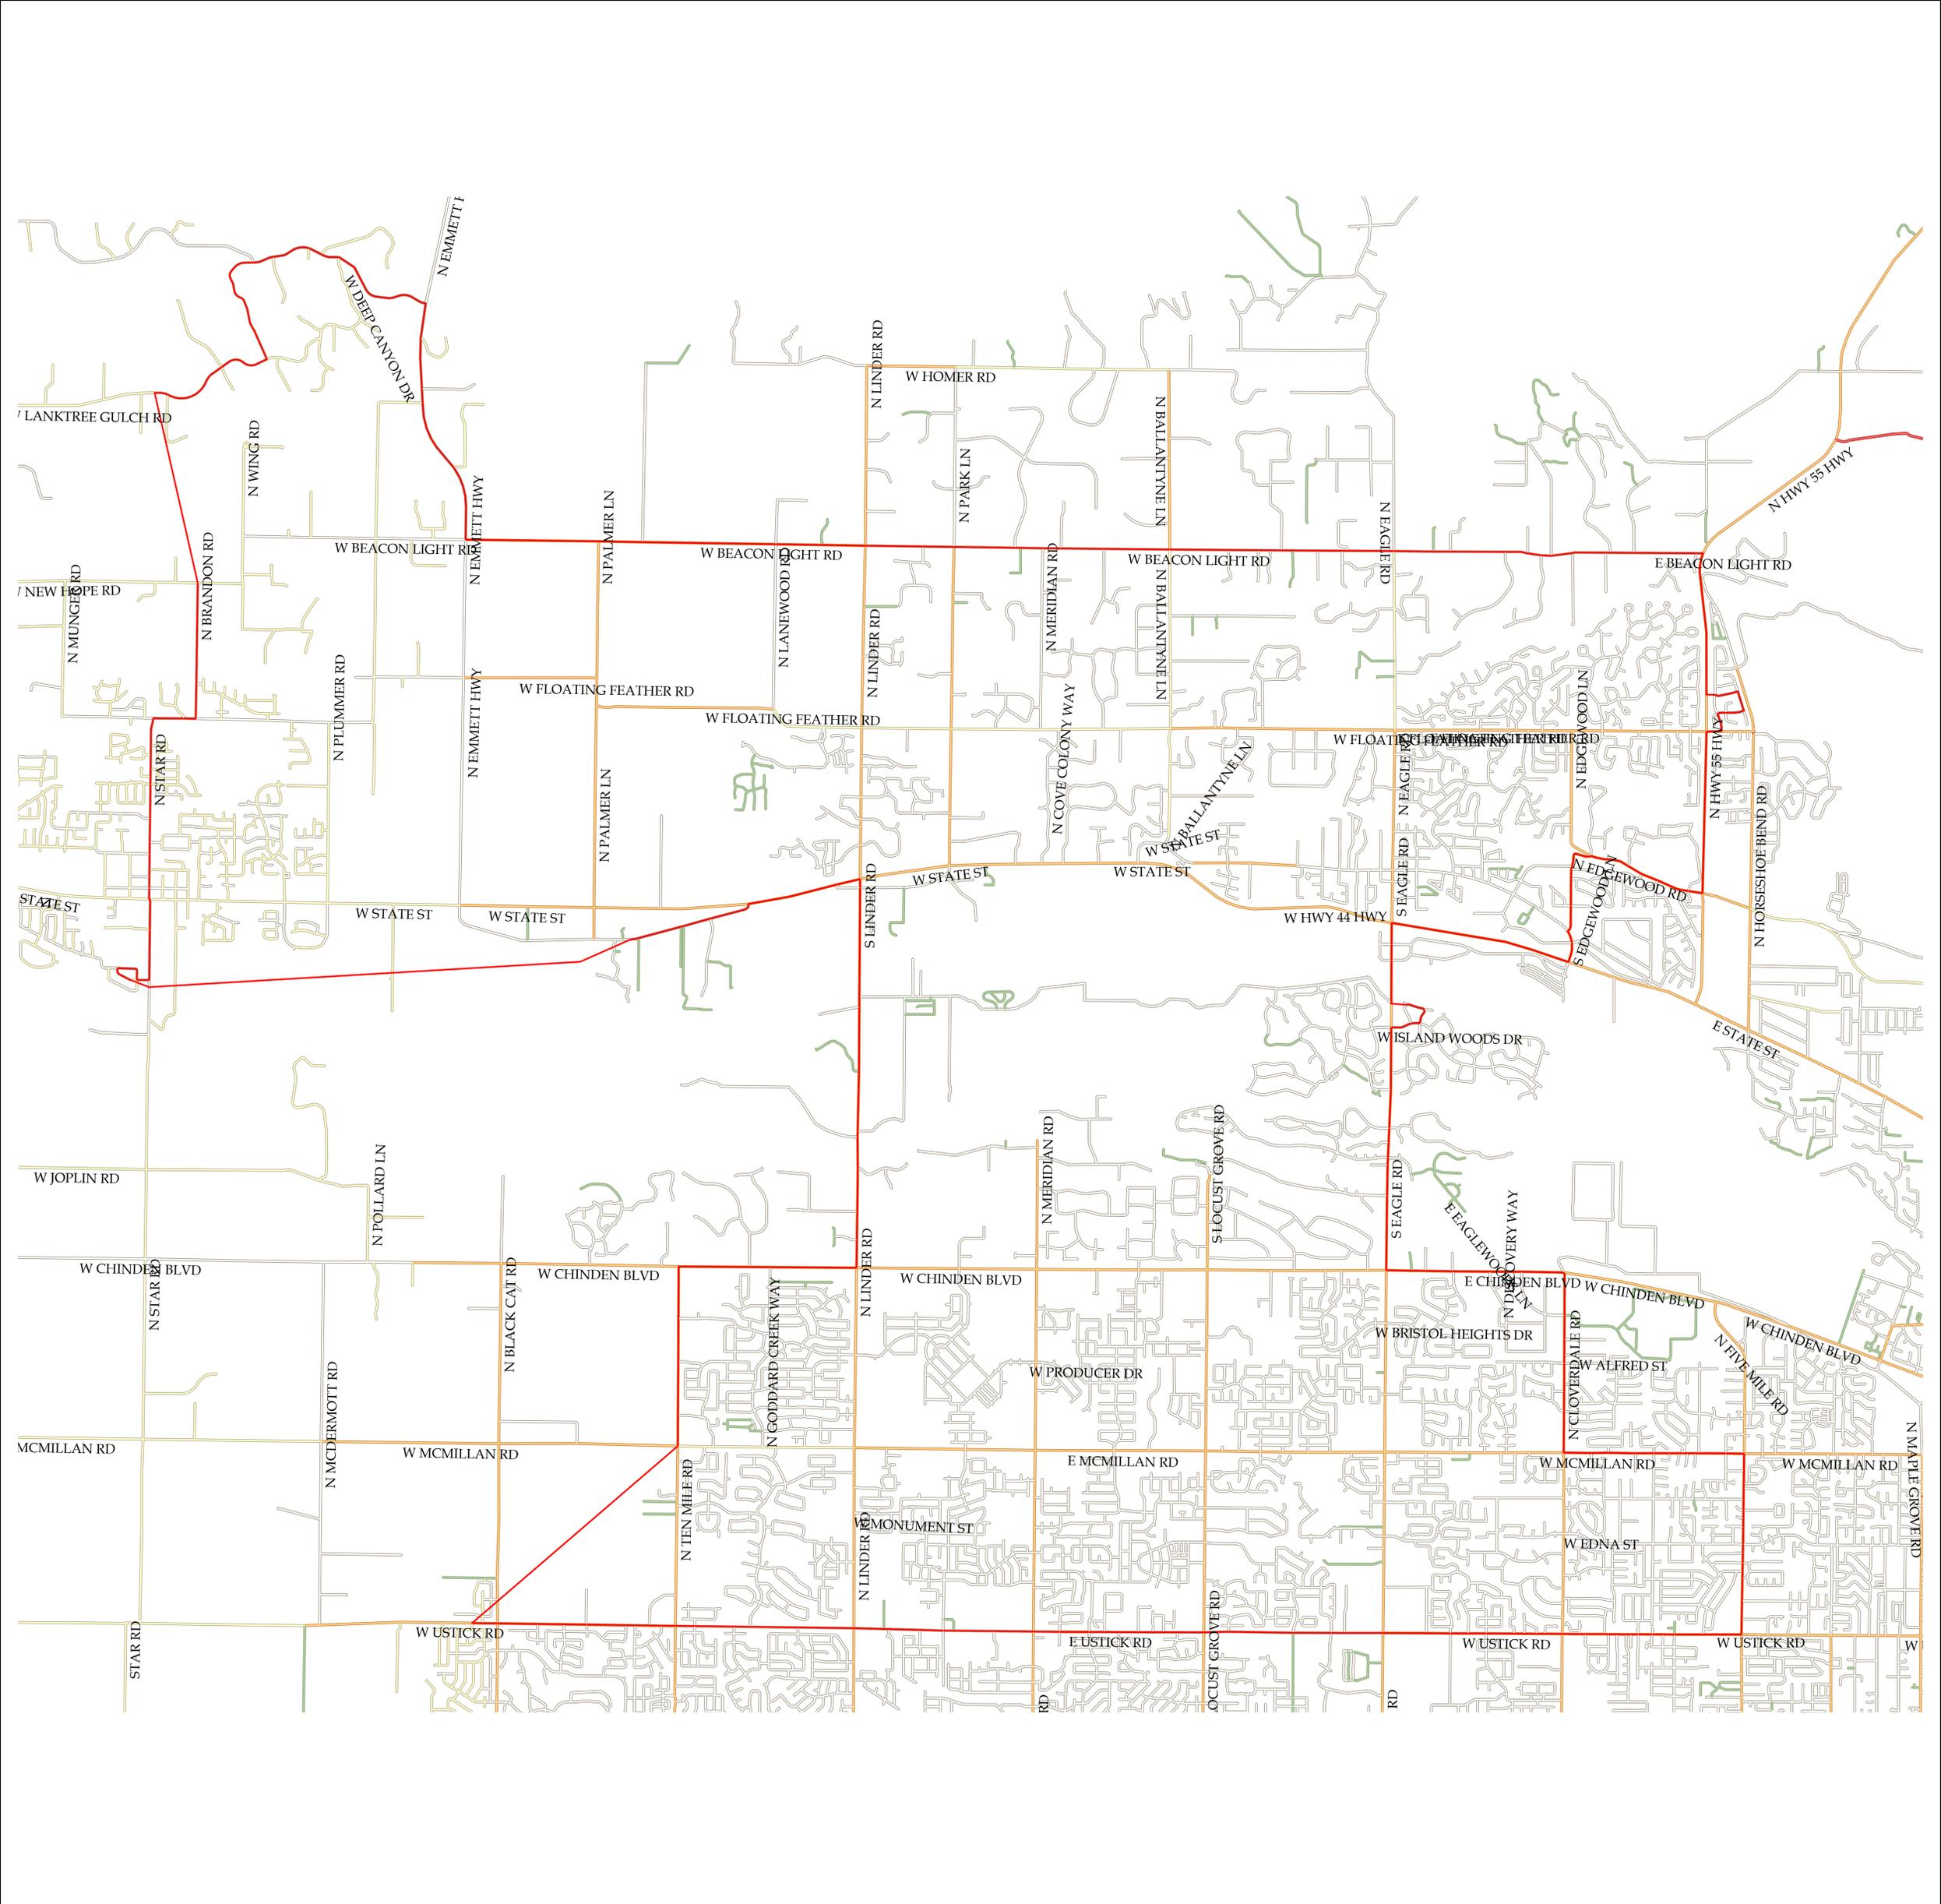 N EMMETT
W DEEP CANYON DR
N LINDER RD
W HOMER RD
LANKTREE GULCH RD
N BALLANTYNE LN
N WING RD
N PARK LN
N HWY 55 HWY
N EMMETT HWY
N PALMER LN
N EAGLE RD
N BRANDON RD
W BEACON LIGHT RD
W BEACON LIGHT RD
W BEACON LIGHT RD
E BEACON LIGHT RD
N LANEWOOD RD
N MERIDIAN RD
N BALLANTYNE LN
NEW HOPE RD
N MUNGER RD
N LINDER RD
N PLUMMER RD
N EMMETT HWY
W FLOATING FEATHER RD
W FLOATING FEATHER RD
N COVE COLONY WAY
N EDGEWOOD LN
N HWY 55 HWY
N STAR RD
N EAGLE RD
N PALMER LN
N HORSESHOE BEND RD
W STATE ST
W STATE ST
W STATE ST
N EDGEWOOD RD
S EAGLE RD
S LINDER RD
STATE ST
W STATE ST
W STATE ST
W HWY 44 HWY
S EDGEWOOD LN
W ISLAND WOODS DR
E STATE ST
W JOPLIN RD
N POLLARD LN
N MERIDIAN RD
S LOCUST GROVE RD
S EAGLE RD
E EAGLEWOOD LN
N DISCOVERY WAY
W CHINDEN BLVD
N STAR RD
W CHINDEN BLVD
N BLACK CAT RD
N LINDER RD
W CHINDEN BLVD
E CHINDEN BLVD
W CHINDEN BLVD
W CHINDEN BLVD
N GODDARD CREEK WAY
W BRISTOL HEIGHTS DR
N CLOVERDALE RD
W ALFRED ST
N FIVE MILE RD
W PRODUCER DR
N MCDERMOTT RD
MCMILLAN RD
W MCMILLAN RD
E MCMILLAN RD
W MCMILLAN RD
W MCMILLAN RD
N MAPLE GROVE RD
N TEN MILE RD
W MONUMENT ST
N LINDER RD
W EDNA ST
STAR RD
W USTICK RD
E USTICK RD
W USTICK RD
W USTICK RD
W
LOCUST GROVE RD
RD
RD